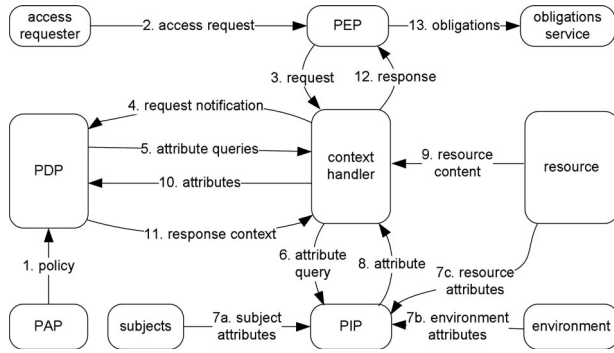 access
requester
2. access request
PEP
13. obligations
obligations
service
3. request
12. response
4. request notification
PDP
5. attribute queries
context
handler
9. resource
content
resource
10. attributes
11. response context
1. policy
6. attribute
query
8. attribute
7c. resource
attributes
PAP
subjects
7a. subject
attributes
PIP
7b. environment
attributes
environment